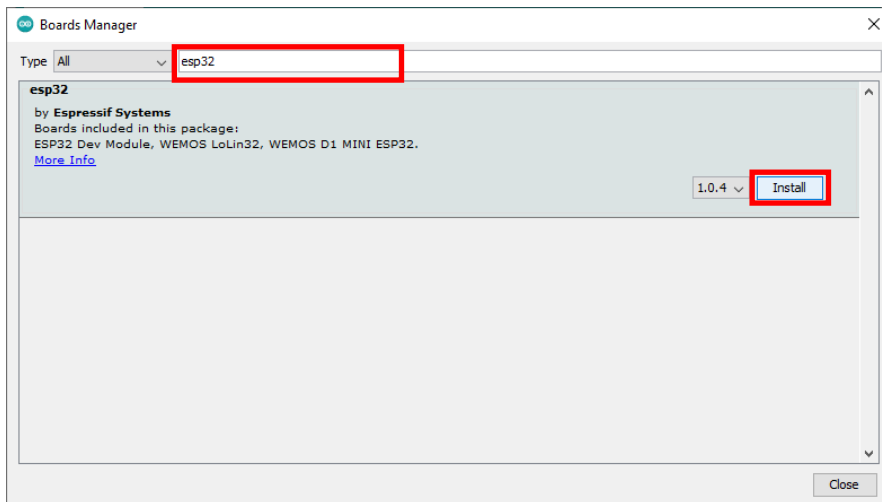 Boards Manager
Type All esp32
esp32
by Espressif Systems
Boards included in this package:
ESP32 Dev Module, WEMOS LoLin32, WEMOS D1 MINI ESP32.
More Info
1.0.4 Install
Close